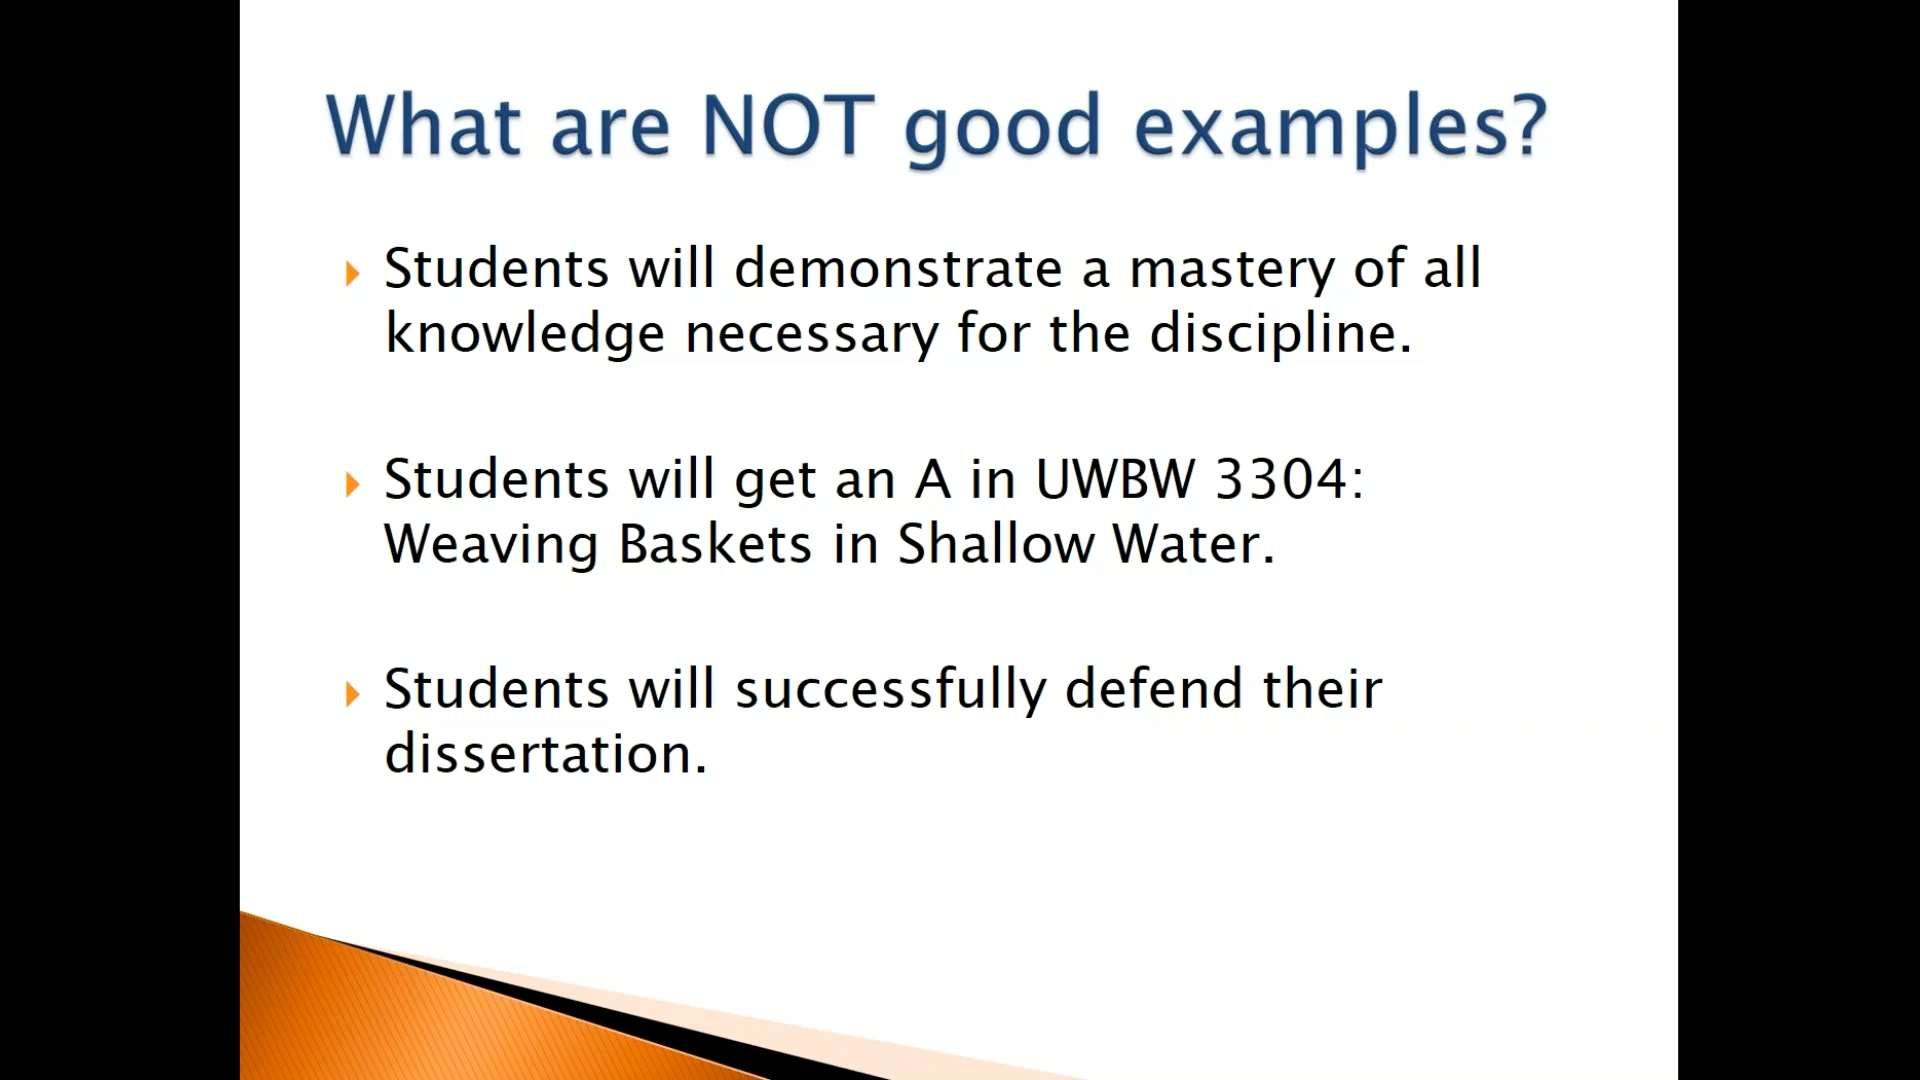 What are NOT good examples?
Students will demonstrate a mastery of all
knowledge necessary for the discipline.
Students will get an A in UWBW 3304:
Weaving Baskets in Shallow Water.
Students will successfully defend their
dissertation.